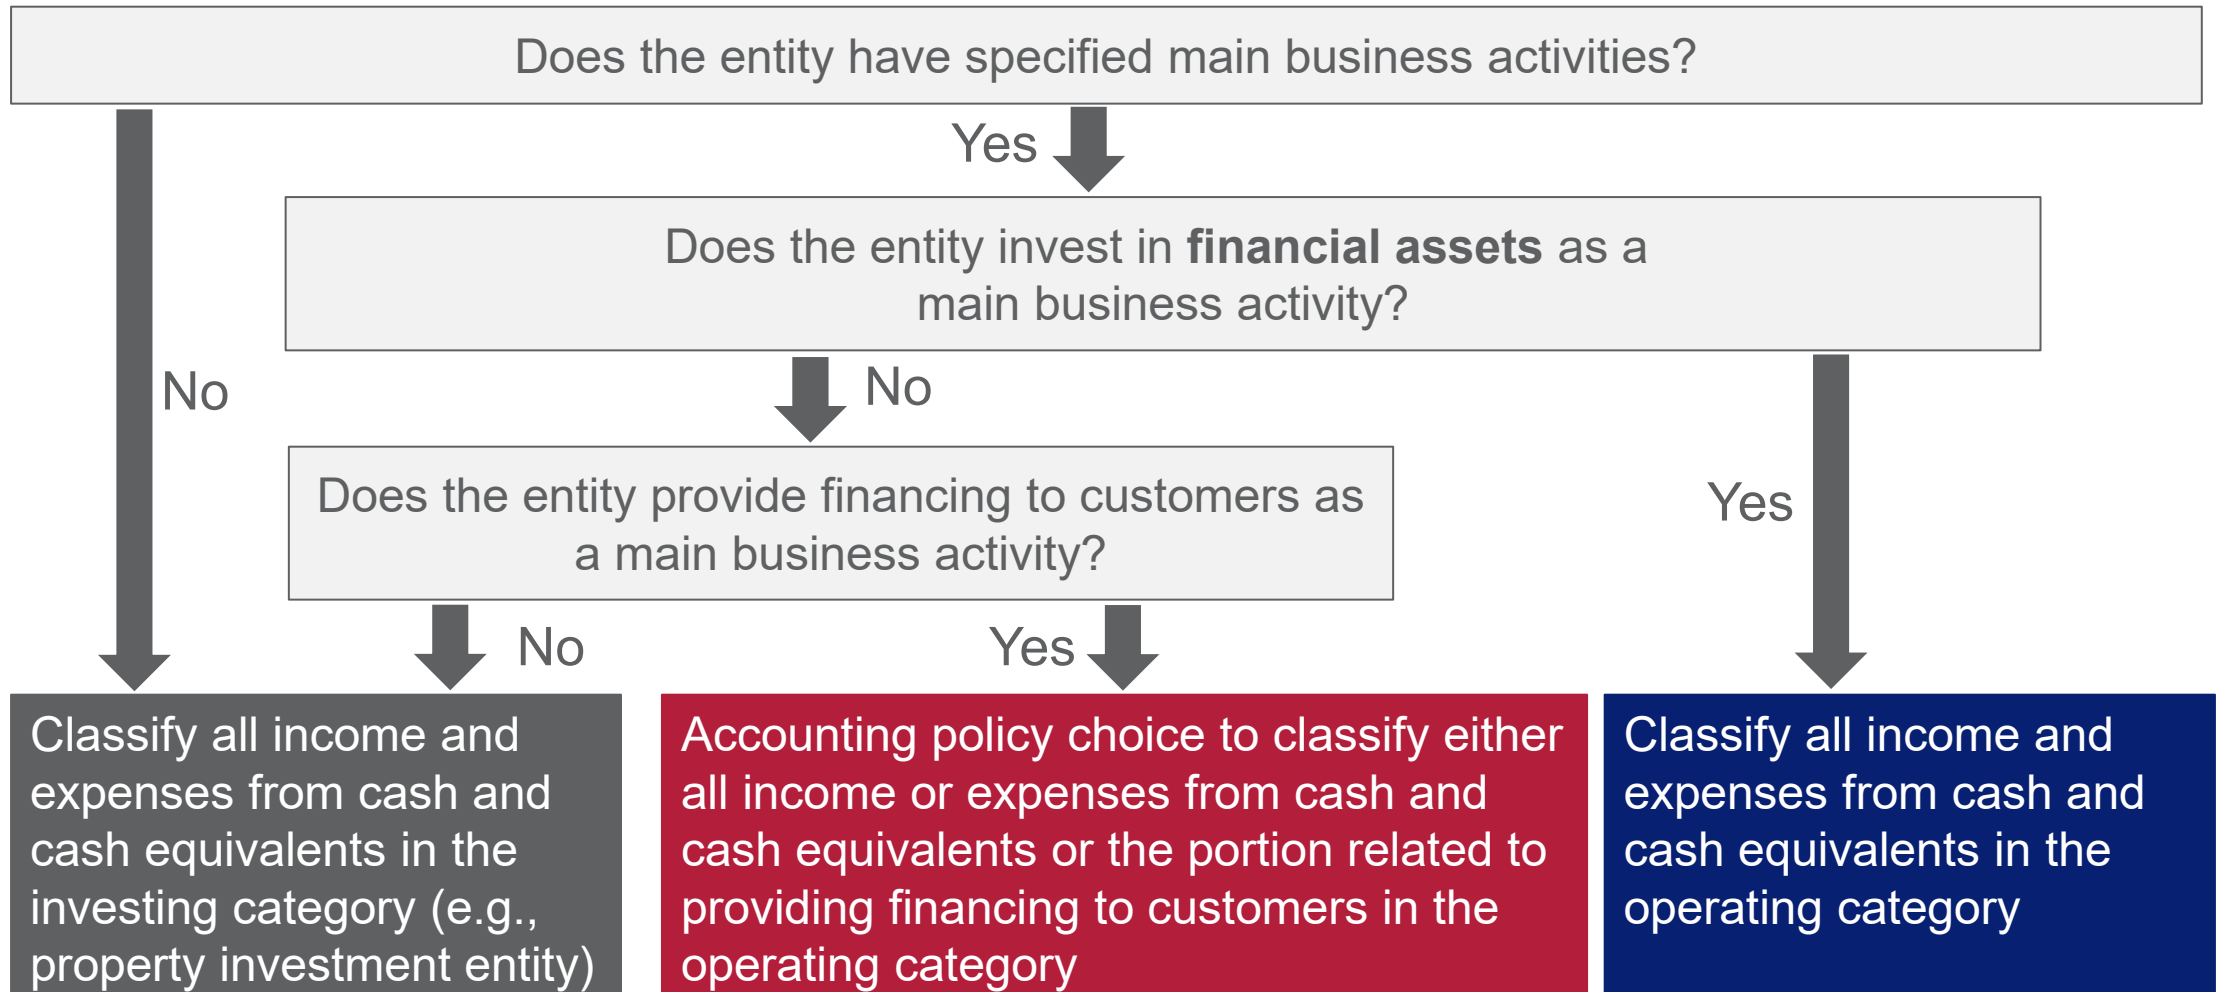 Does the entity have specified main business activities?
Yes
Does the entity invest in financial assets as a
main business activity?
No
No
Does the entity provide financing to customers as
a main business activity?
Yes
No
Yes
Classify all income and
expenses from cash and
cash equivalents in the
investing category (e.g.,
property investment entity)
Accounting policy choice to classify either
all income or expenses from cash and
cash equivalents or the portion related to
providing financing to customers in the
operating category
Classify all income and
expenses from cash and
cash equivalents in the
operating category